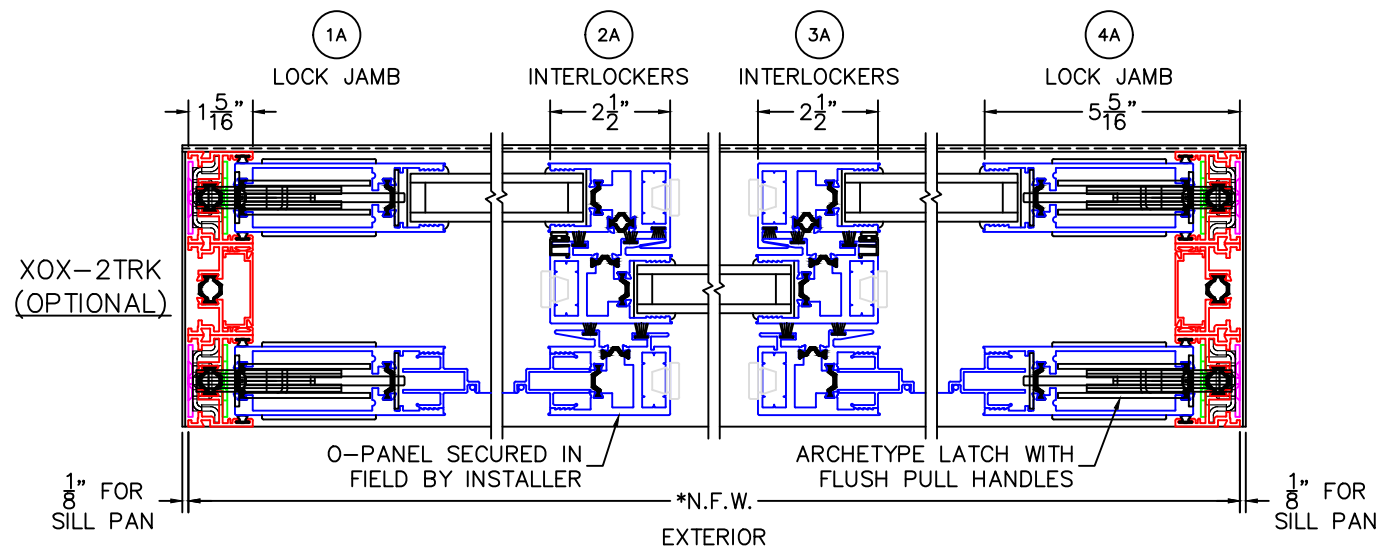 1A
LOCK JAMB
2A
INTERLOCKERS
3A
INTERLOCKERS
4A
LOCK JAMB
1 5/16"
2 1/2"
2 1/2"
5 5/16"
XOX-2TRK
(OPTIONAL)
O-PANEL SECURED IN
FIELD BY INSTALLER
ARCHETYPE LATCH WITH
FLUSH PULL HANDLES
1/8" FOR
SILL PAN
*N.F.W.
1/8" FOR
SILL PAN
EXTERIOR